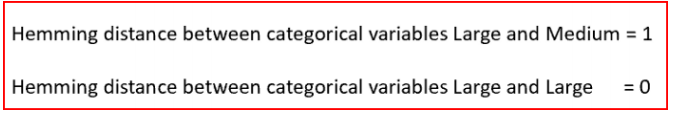 Hemming distance between categorical variables Large and Medium = 1
Hemming distance between categorical variables Large and Large = 0